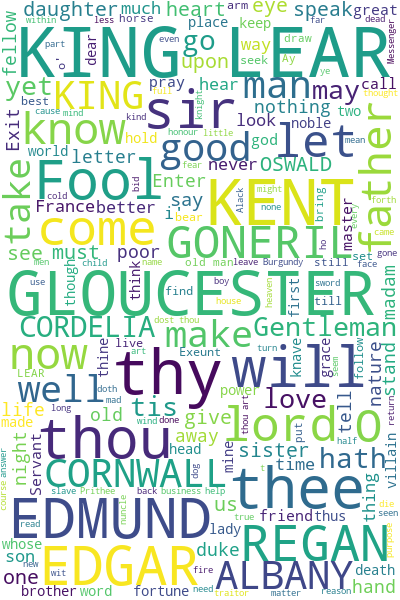 daughter much heart eye speak great arm far dead
fellow within less horse place keep draw Ay ye
part even o' dear go upon way seek Messenger
KING LEAR
yet KING sir man may call
best full pray hear nothing two thought
cause mind kind knight honour little look noble
Exit know good let father
world letter never god
hold cold bid fear Enter OSWALD
take Fool KENT
France better say i' Alack might none bear master bring every forth came
see come GONERIL
must poor old man still set gone
men child though think name find leave Burgundy ho face
use boy heaven till sword madam
GLOUCESTER
house first
CORDELIA make Gentleman
thine dost thou
now thy will
LEAR live art Exeunt turn knave grace seem follow stand nature return
doth mad power
well thou lord O
life tis love
made long old wind done thou art put half tell villain
night Servant give head mine sister hath
answer away time
course CORNWALL thee
slave Prithee dog back business help us t friend thus thing die seen
whose read nuncle true lady duke
EDMUND REGAN
son new wit
one EDGAR ALBANY death purpose
fire hand
brother word fortune need traitor matter reason